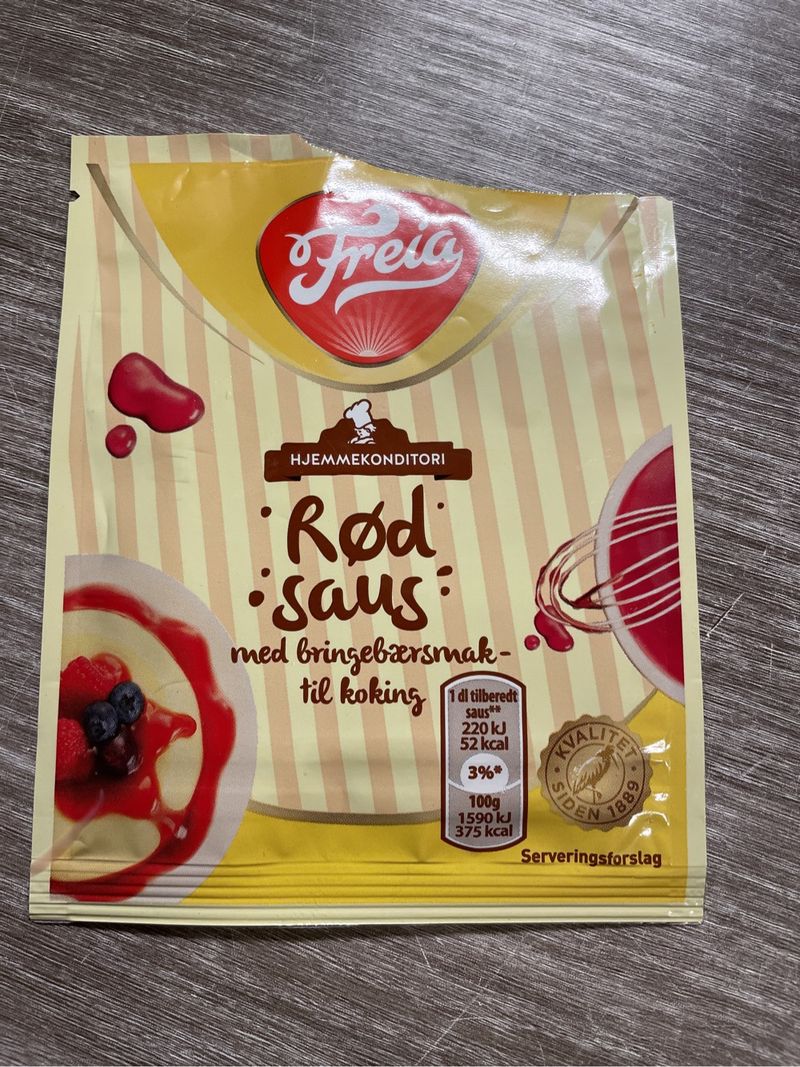 Freia
HJEMMEKONDITORI
Rød
saus
med bringebærsmak-
til koking
1 dl tilberedt
saus**
220 kJ
52 kcal
3%*
100g
1590 kJ
375 kcal
KVALITET
SIDEN 1889
Serveringsforslag